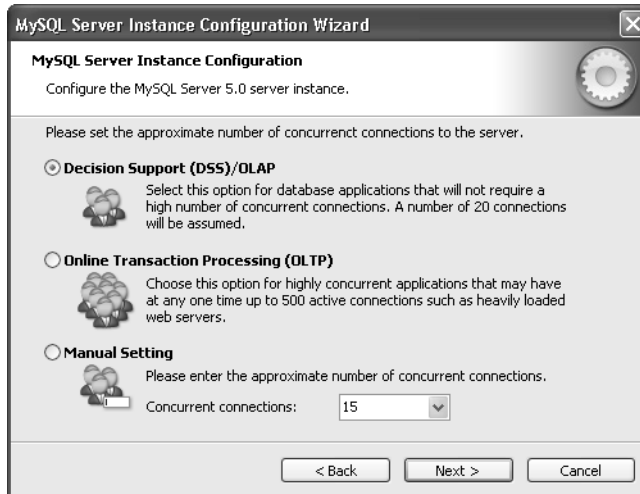 MySQL Server Instance Configuration Wizard
MySQL Server Instance Configuration
Configure the MySQL Server 5.0 server instance.
Please set the approximate number of concurrenct connections to the server.
Decision Support (DSS)/OLAP
Select this option for database applications that will not require a
high number of concurrent connections. A number of 20 connections
will be assumed.
Online Transaction Processing (OLTP)
Choose this option for highly concurrent applications that may have
at any one time up to 500 active connections such as heavily loaded
web servers.
Manual Setting
Please enter the approximate number of concurrent connections.
Concurrent connections: 15
< Back Next > Cancel